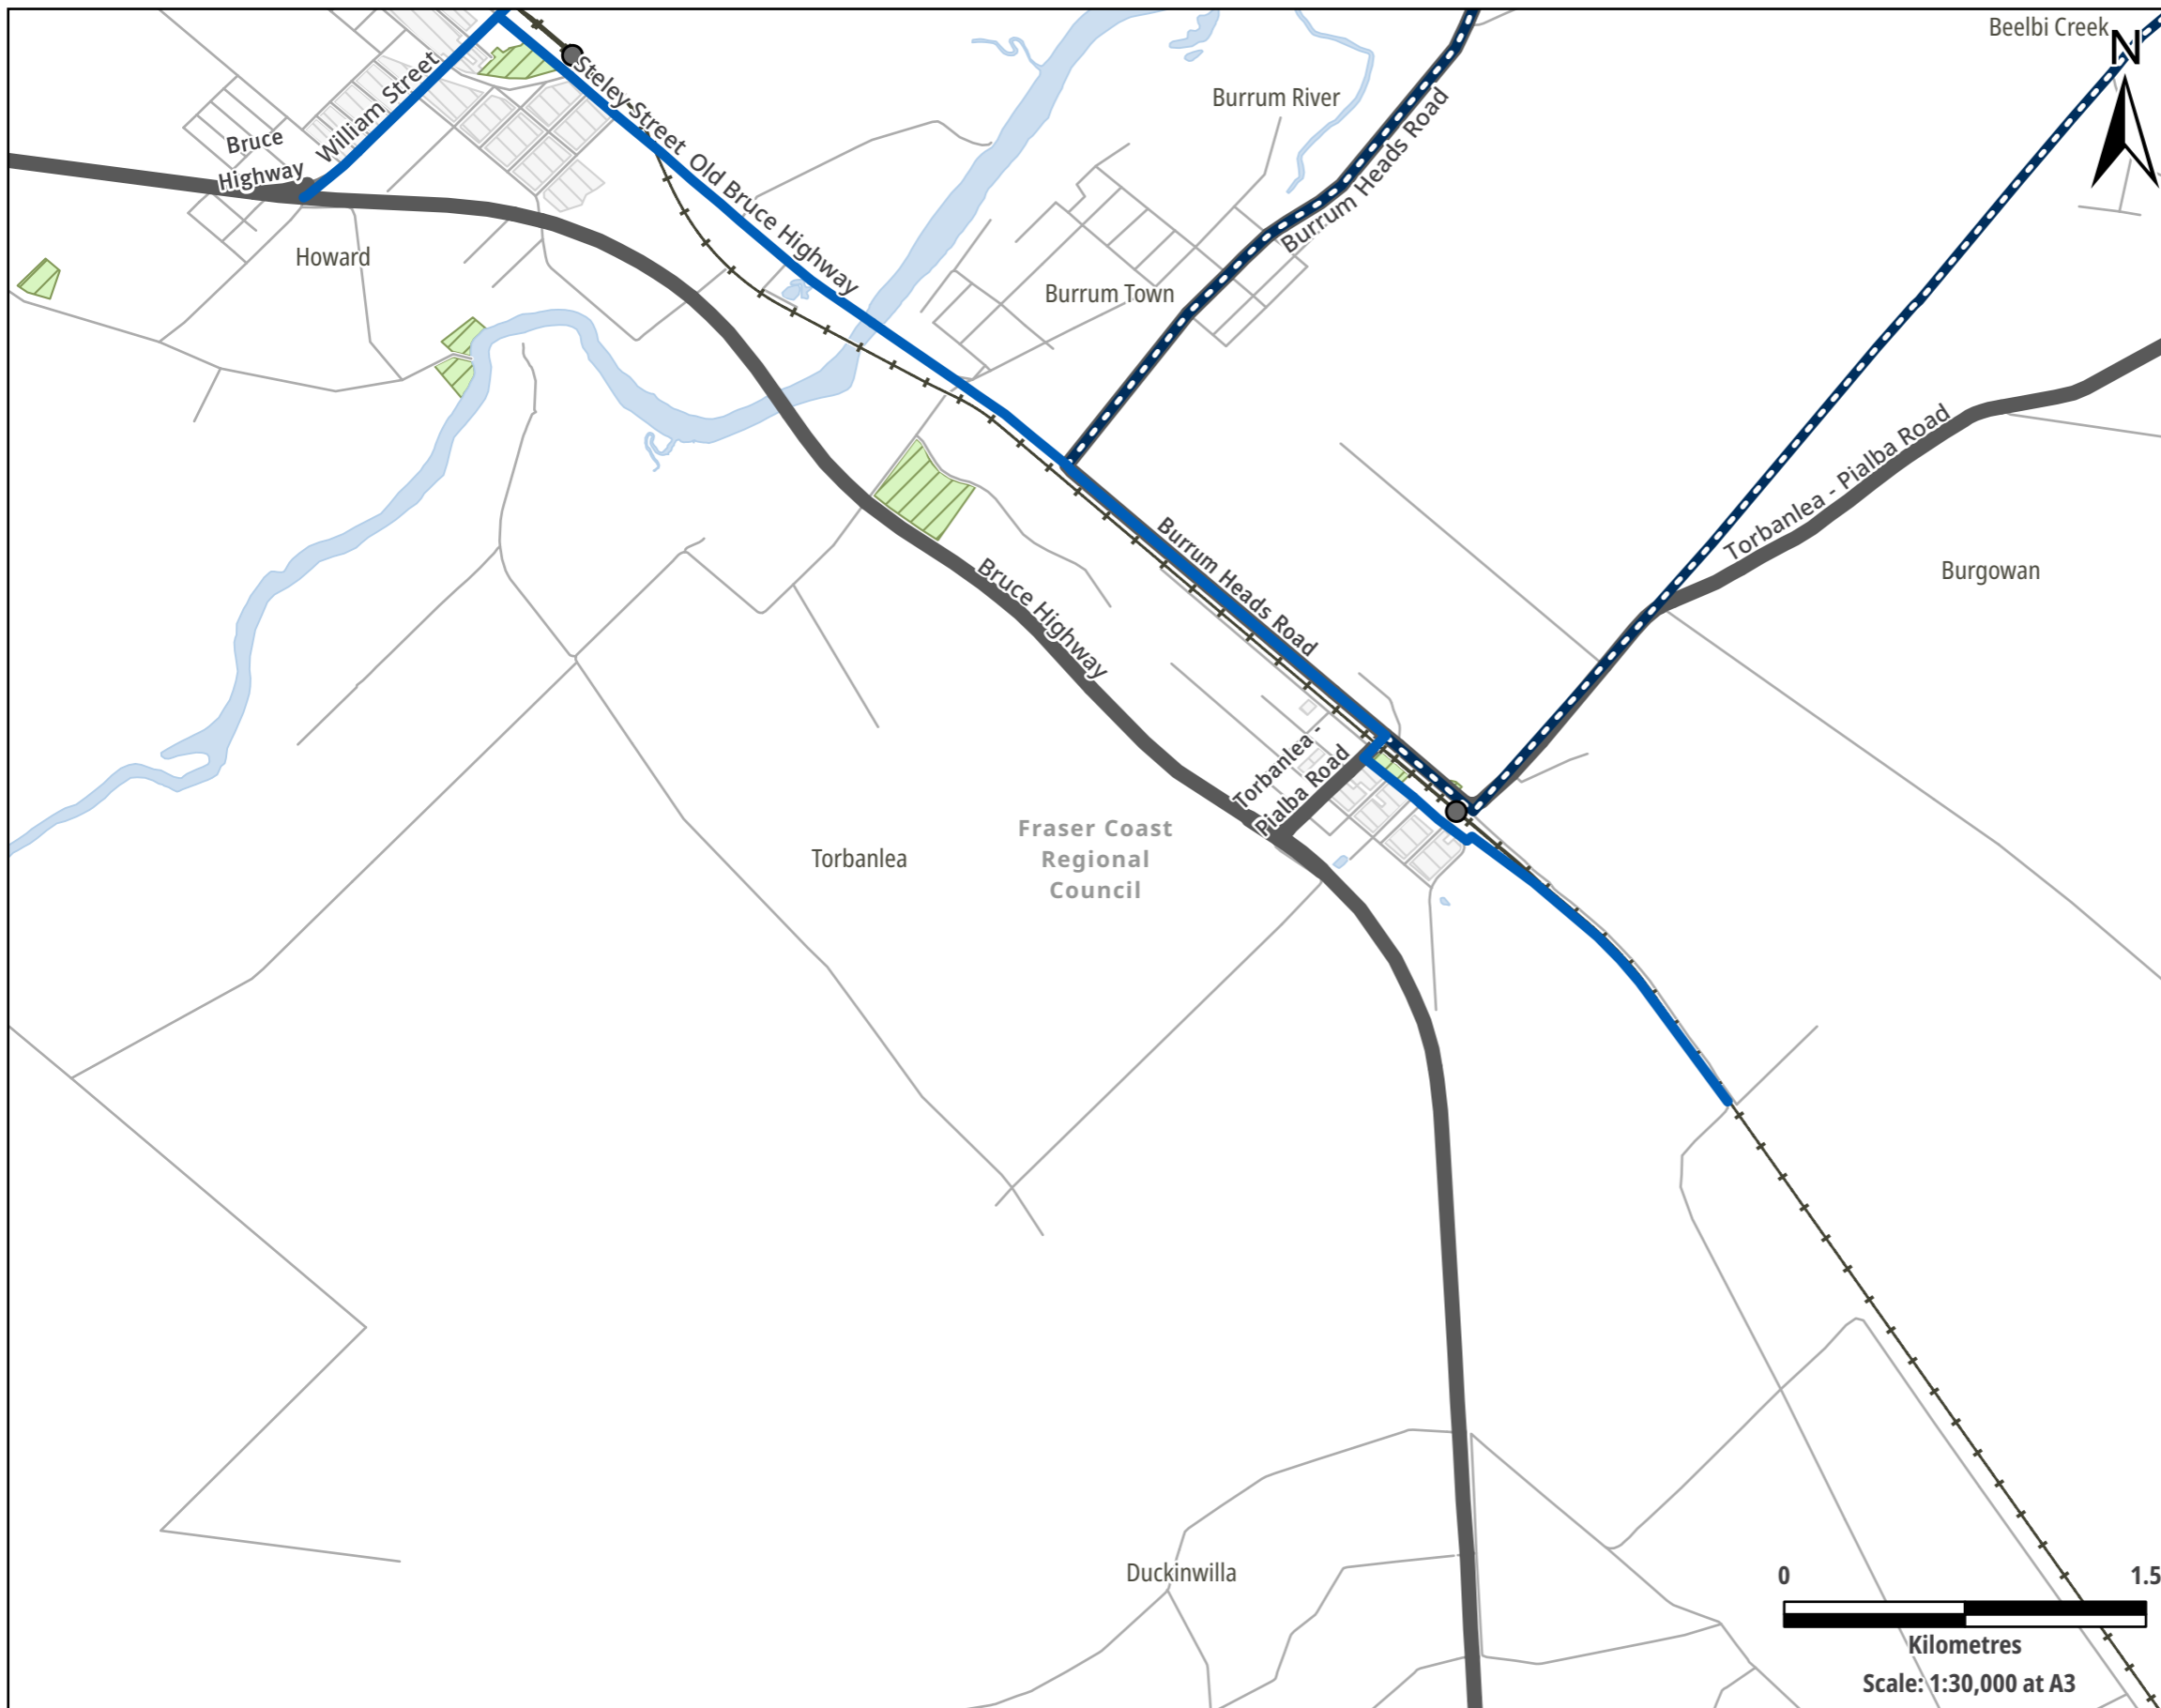 Beelbi Creek
N
Burrum River
Steley Street
William Street
Bruce
Highway
Burrum Heads Road
Old Bruce Highway
Howard
Burrum Town
Torbanlea - Pialba Road
Burrum Heads Road
Bruce Highway
Burgowan
Torbanlea -
Pialba Road
Fraser Coast
Regional
Council
Torbanlea
Duckinwilla
0 1.5
Kilometres
Scale: 1:30,000 at A3